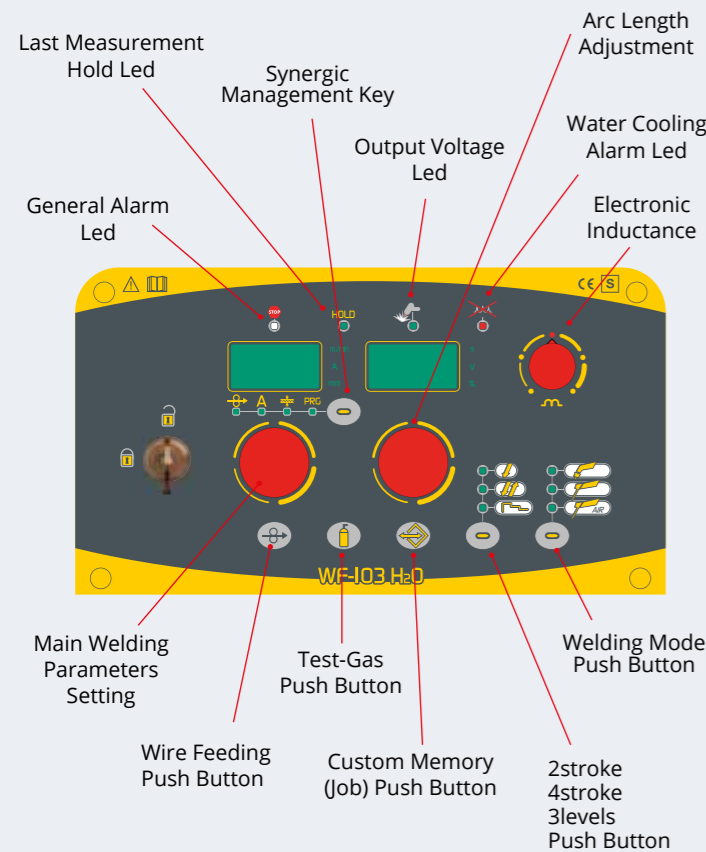 Arc Length
Adjustment
Last Measurement
Hold Led
Synergic
Management Key
Water Cooling
Alarm Led
Output Voltage
Led
General Alarm
Led
Electronic
Inductance
CE S
STOP
HOLD
A PRG
AIR
WF-103 H2O
Main Welding
Parameters
Setting
Test-Gas
Push Button
Welding Mode
Push Button
Wire Feeding
Push Button
Custom Memory
(Job) Push Button
2stroke
4stroke
3levels
Push Button